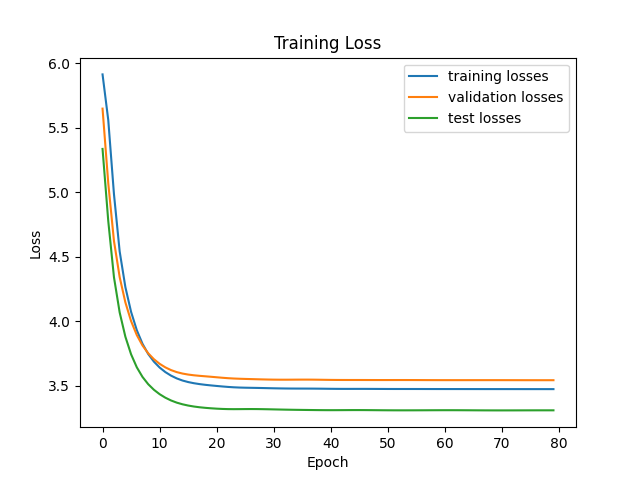 Training Loss
training losses
validation losses
test losses
6.0
5.5
5.0
4.5
4.0
3.5
Loss
0 10 20 30 40 50 60 70 80
Epoch